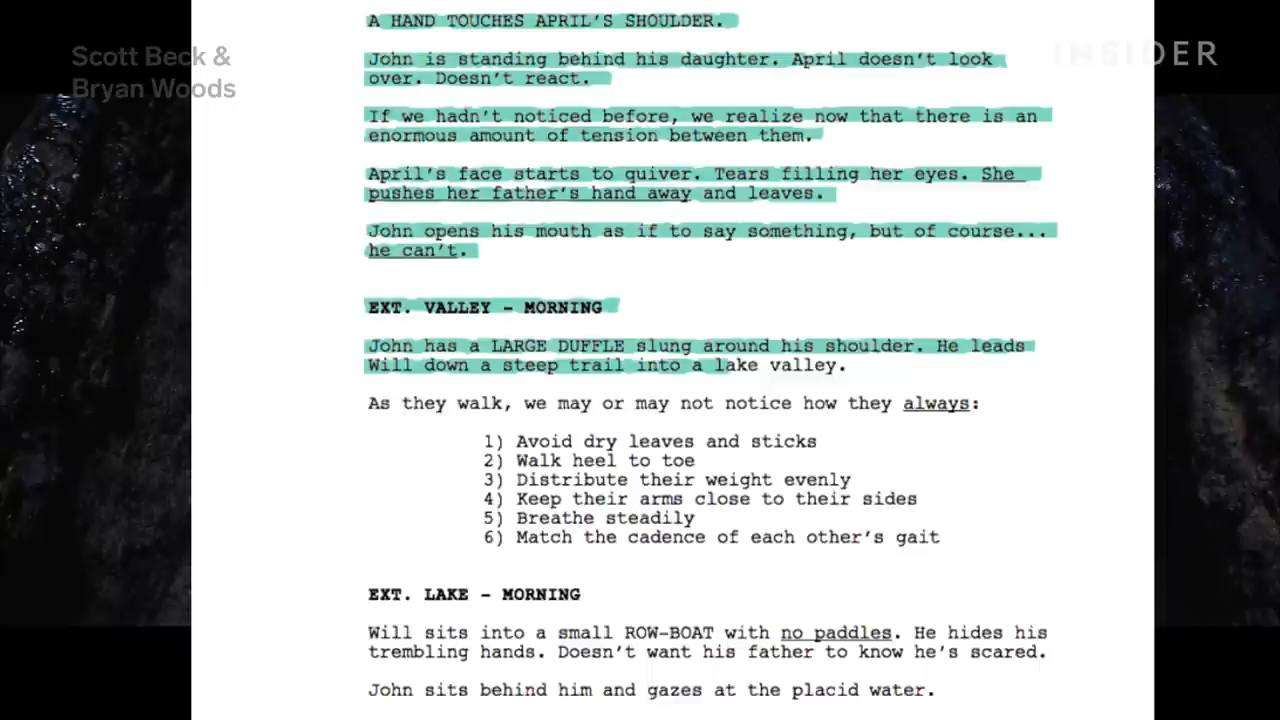 A HAND TOUCHES APRIL'S SHOULDER.
Scott Beck &
Bryan Woods
INSIDER
John is standing behind his daughter. April doesn't look
over. Doesn't react.
If we hadn't noticed before, we realize now that there is an
enormous amount of tension between them.
April's face starts to quiver. Tears filling her eyes. She
pushes her father's hand away and leaves.
John opens his mouth as if to say something, but of course...
he can't.
EXT. VALLEY - MORNING
John has a LARGE DUFFLE slung around his shoulder. He leads
Will down a steep trail into a lake valley.
As they walk, we may or may not notice how they always:
1) Avoid dry leaves and sticks
2) Walk heel to toe
3) Distribute their weight evenly
4) Keep their arms close to their sides
5) Breathe steadily
6) Match the cadence of each other's gait
EXT. LAKE - MORNING
Will sits into a small ROW-BOAT with no paddles. He hides his
trembling hands. Doesn't want his father to know he's scared.
John sits behind him and gazes at the placid water.